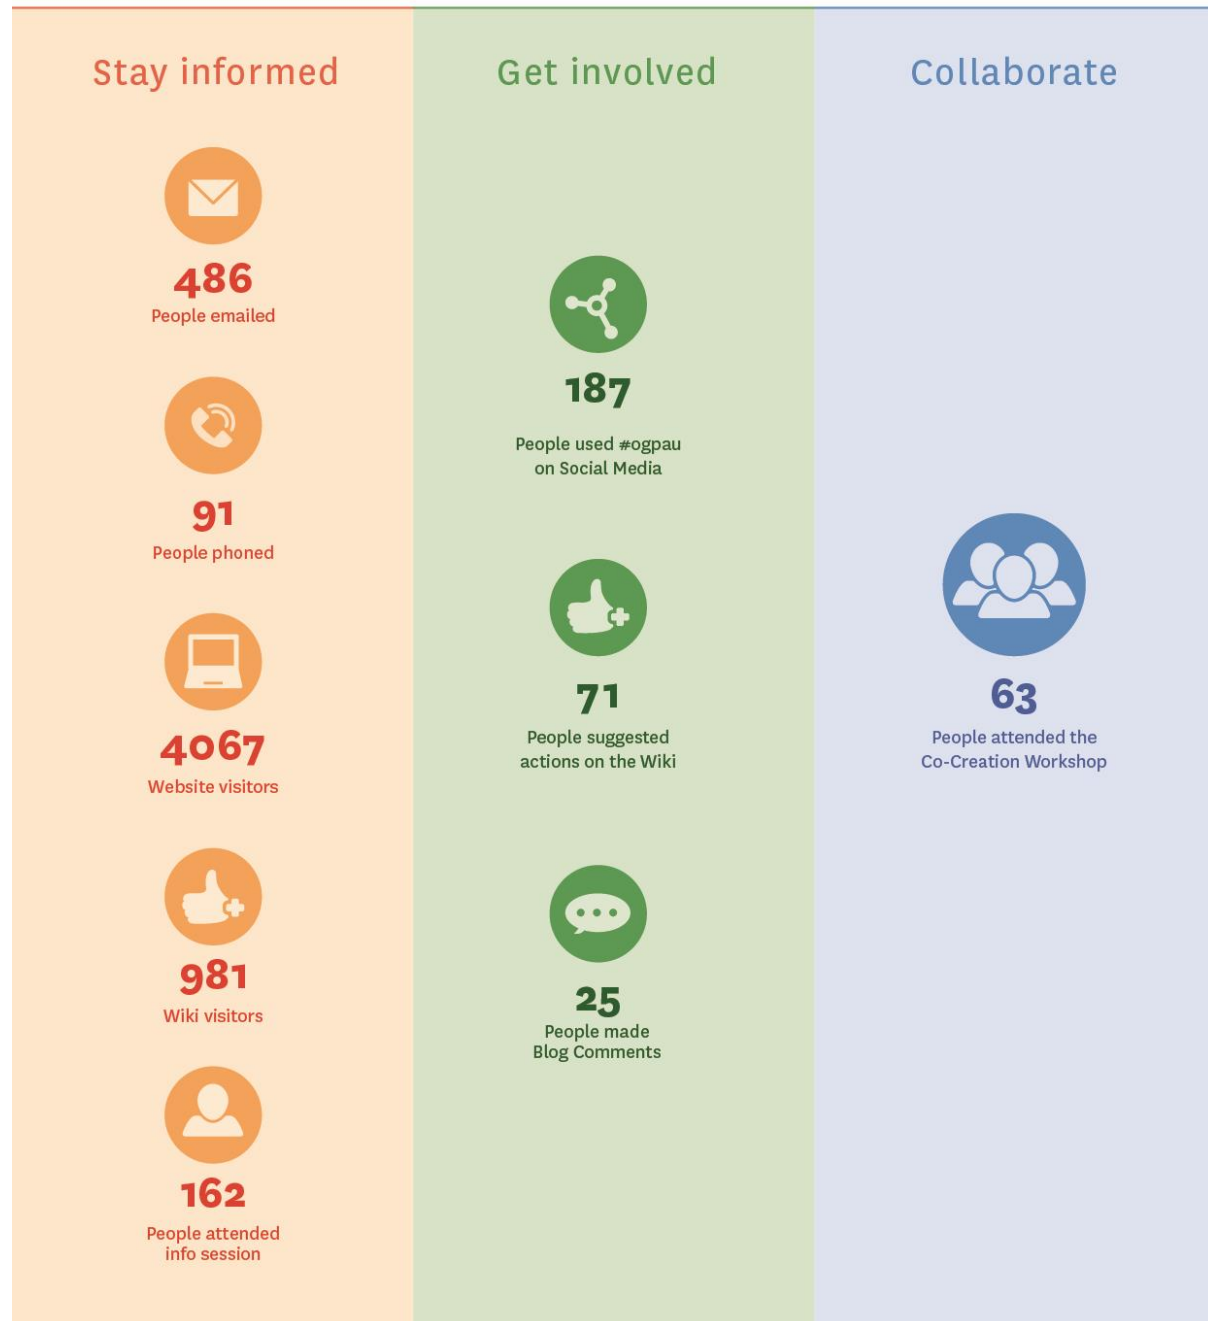 Stay informed
486
People emailed
91
People phoned
4067
Website visitors
981
Wiki visitors
162
People attended
info session
Get involved
187
People used #ogpau
on Social Media
71
People suggested
actions on the Wiki
25
People made
Blog Comments
Collaborate
63
People attended the
Co-Creation Workshop